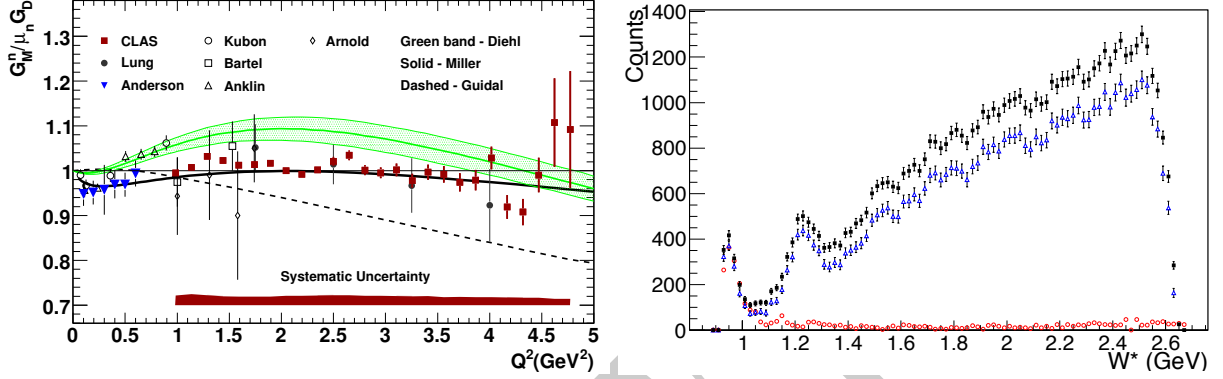 G_M^n/μ_n G_D
1.3
1.2
1.1
1
0.9
0.8
0.7
CLAS
Lung
Anderson
Kubon
Bartel
Anklin
Arnold
Green band - Diehl
Solid - Miller
Dashed - Guidal
Systematic Uncertainty
0 0.5 1 1.5 2 2.5 3 3.5 4 4.5 5
Q²(GeV²)
Counts
1400
1200
1000
800
600
400
200
0
1 1.2 1.4 1.6 1.8 2 2.2 2.4 2.6
W* (GeV)